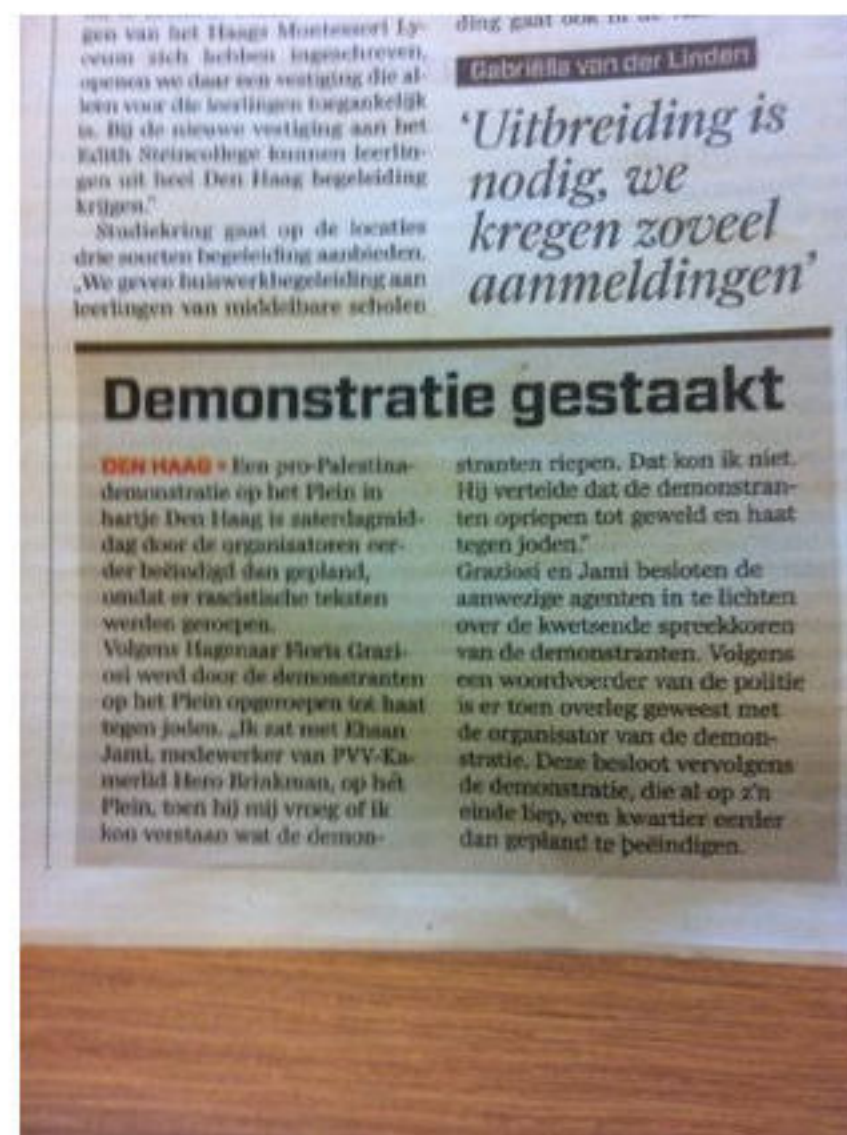 gen van het Haags Montessori Ly-
ceum zich hebben ingeschreven,
openen we daar een vestiging die al-
leen voor die leerlingen toegankelijk
is. Bij de nieuwe vestiging aan het
Edith Steincollege kunnen leerlin-
gen uit heel Den Haag begeleiding
krijgen.”
Studiekring gaat op de locaties
drie soorten begeleiding aanbieden.
„We geven huiswerkbegeleiding aan
leerlingen van middelbare scholen
ding gaat ook in de
Gabriëlla van der Linden
‘Uitbreiding is
nodig, we
kregen zoveel
aanmeldingen’
Demonstratie gestaakt
DEN HAAG • Een pro-Palestina-
demonstratie op het Plein in
hartje Den Haag is zaterdagmid-
dag door de organisatoren eer-
der beëindigd dan gepland,
omdat er rascistische teksten
werden geroepen.
Volgens Hagenaar Floris Grazi-
osi werd door de demonstranten
op het Plein opgeroepen tot haat
tegen joden. „Ik zat met Ehsan
Jami, medewerker van PVV-Ka-
merlid Hero Brinkman, op het
Plein, toen hij mij vroeg of ik
kon verstaan wat de demon-
stranten riepen. Dat kon ik niet.
Hij vertelde dat de demonstran-
ten opriepen tot geweld en haat
tegen joden.”
Graziosi en Jami besloten de
aanwezige agenten in te lichten
over de kwetsende spreekkoren
van de demonstranten. Volgens
een woordvoerder van de politie
is er toen overleg geweest met
de organisator van de demon-
stratie. Deze besloot vervolgens
de demonstratie, die al op z'n
einde liep, een kwartier eerder
dan gepland te beëindigen.